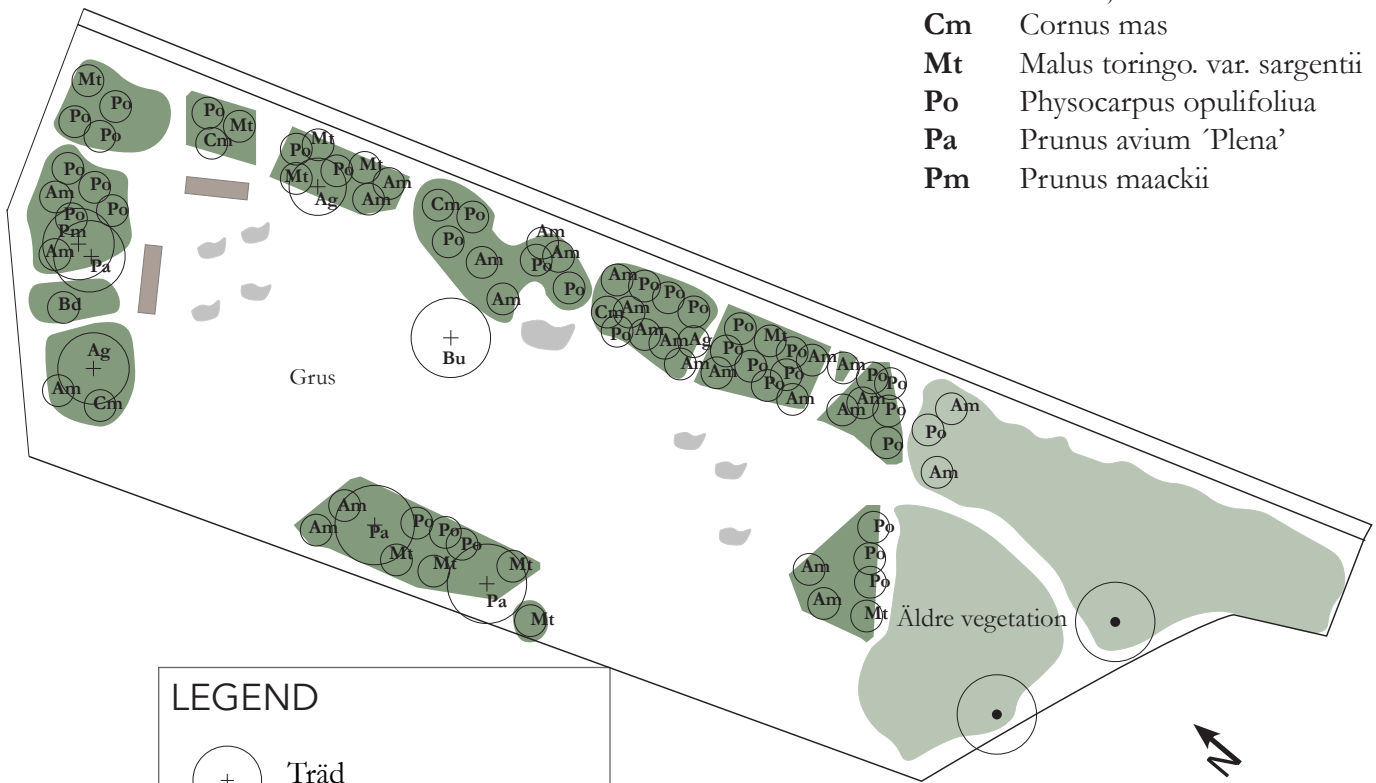 Cm Cornus mas
Mt Malus toringo. var. sargentii
Po Physocarpus opulifoliua
Pa Prunus avium ´Plena’
Pm Prunus maackii
Mt
Po
Po
Po
Po
Mt
Cm
Mt
Po
Mt
Po
Mt
Am
Am
Ag
Po
Am
Po
Po
Po
Pm
Am
Pa
Bd
Ag
Am
Cm
Cm
Po
Po
Am
Am
Am
Am
Po
Po
Bu
Grus
Am
Po
Po
Po
Cm
Am
Po
Am
Am
Ag
Am
Po
Mt
Po
Po
Am
Po
Po
Am
Po
Am
Am
Po
Po
Am
Am
Po
Po
Am
Po
Am
Am
Am
Pa
Po
Po
Po
Mt
Mt
Mt
Pa
Mt
Po
Po
Am
Po
Am
Mt
Äldre vegetation
N
LEGEND
Träd